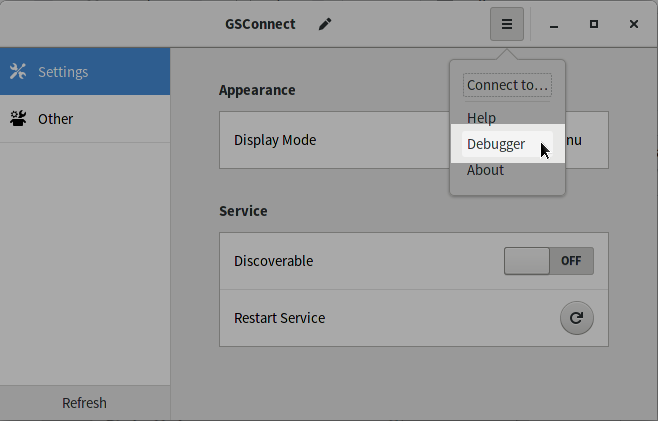 GSConnect
Settings
Other
Refresh
Appearance
Display Mode
nu
Service
Discoverable
OFF
Restart Service
Connect to…
Help
Debugger
About